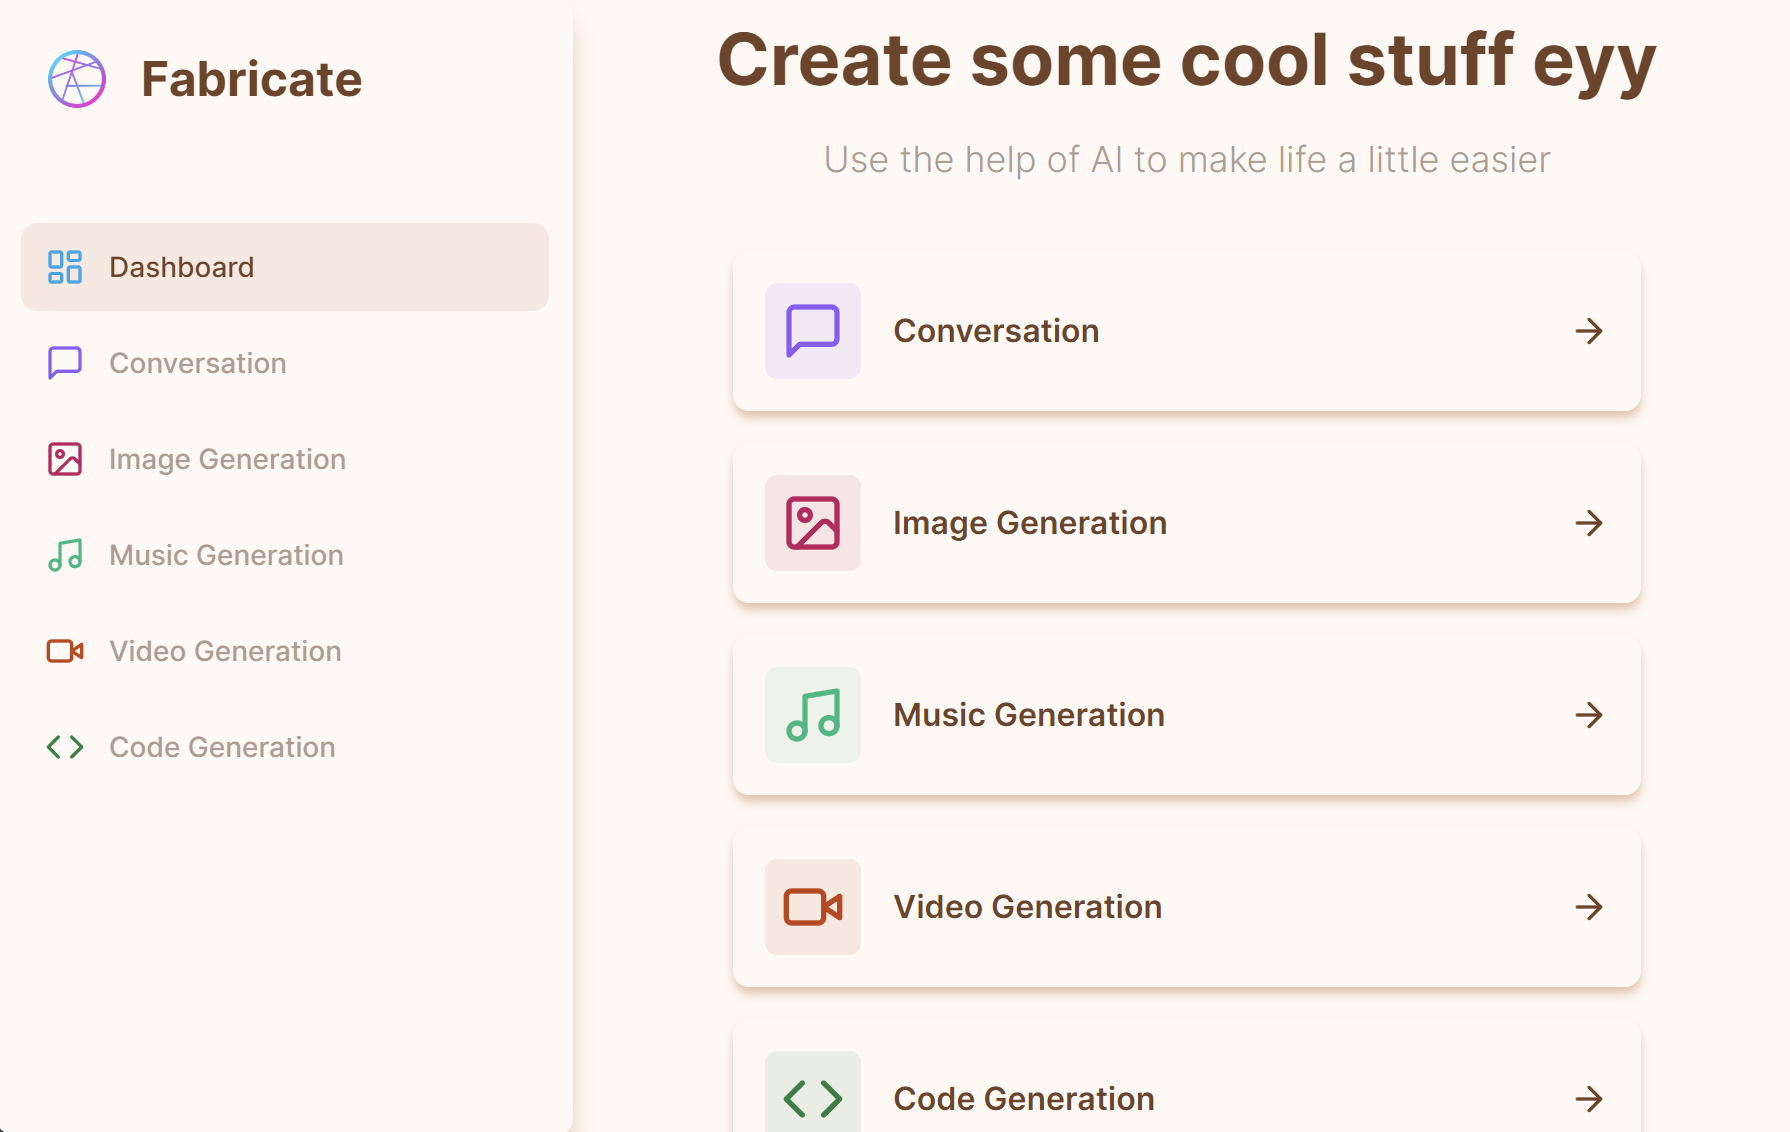 Fabricate
Dashboard
Conversation
Image Generation
Music Generation
Video Generation
Code Generation
Create some cool stuff eyy
Use the help of AI to make life a little easier
Conversation
Image Generation
Music Generation
Video Generation
Code Generation